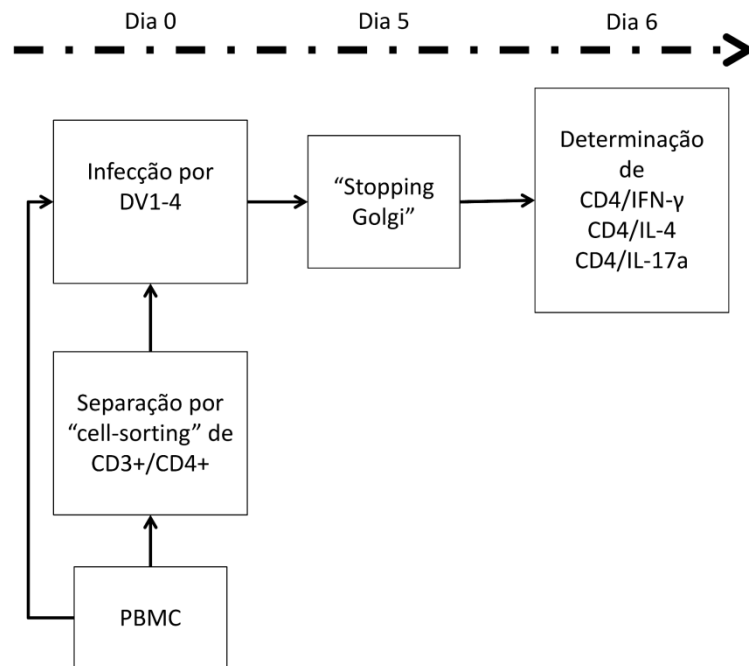 Dia 0
Dia 5
Dia 6
Infecção por
DV1-4
“Stopping
Golgi”
Determinação
de
CD4/IFN-γ
CD4/IL-4
CD4/IL-17a
Separação por
“cell-sorting” de
CD3+/CD4+
PBMC